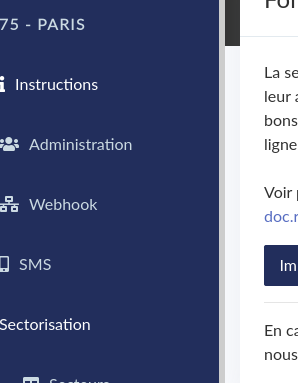 75 - PARIS
Instructions
Administration
Webhook
SMS
Sectorisation
Secteurs
La se
leur a
bons
ligne
Voir
doc.r
Im
En ca
nous